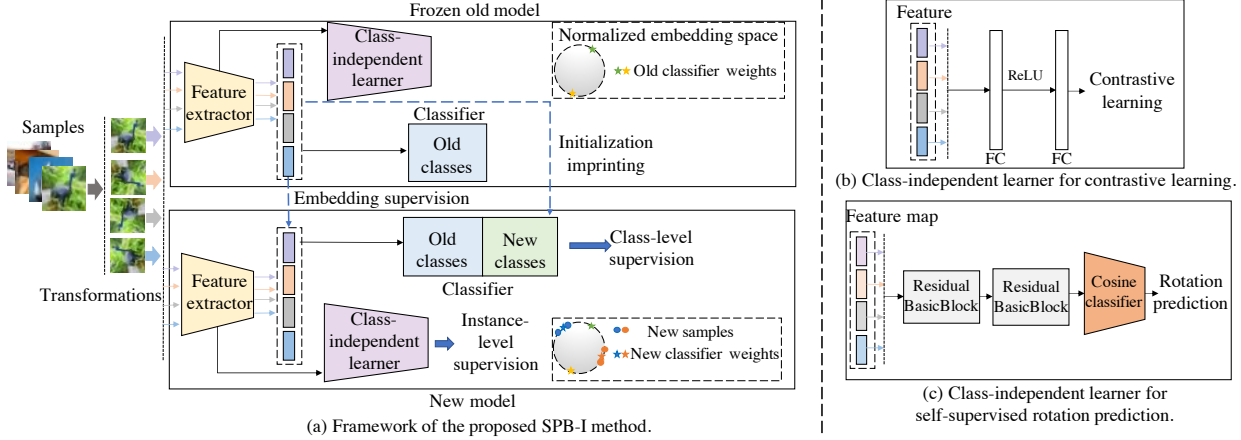 Frozen old model
Samples
Transformations
Feature
extractor
Class-
independent
learner
Classifier
Old
classes
Normalized embedding space
Old classifier weights
Initialization
imprinting
Embedding supervision
Feature
extractor
Old
classes
New
classes
Classifier
Class-level
supervision
Class-
independent
learner
Instance-
level
supervision
New samples
New classifier weights
New model
(a) Framework of the proposed SPB-I method.
Feature
ReLU
FC
FC
Contrastive
learning
(b) Class-independent learner for contrastive learning.
Feature map
Residual
BasicBlock
Residual
BasicBlock
Cosine
classifier
Rotation
prediction
(c) Class-independent learner for
self-supervised rotation prediction.